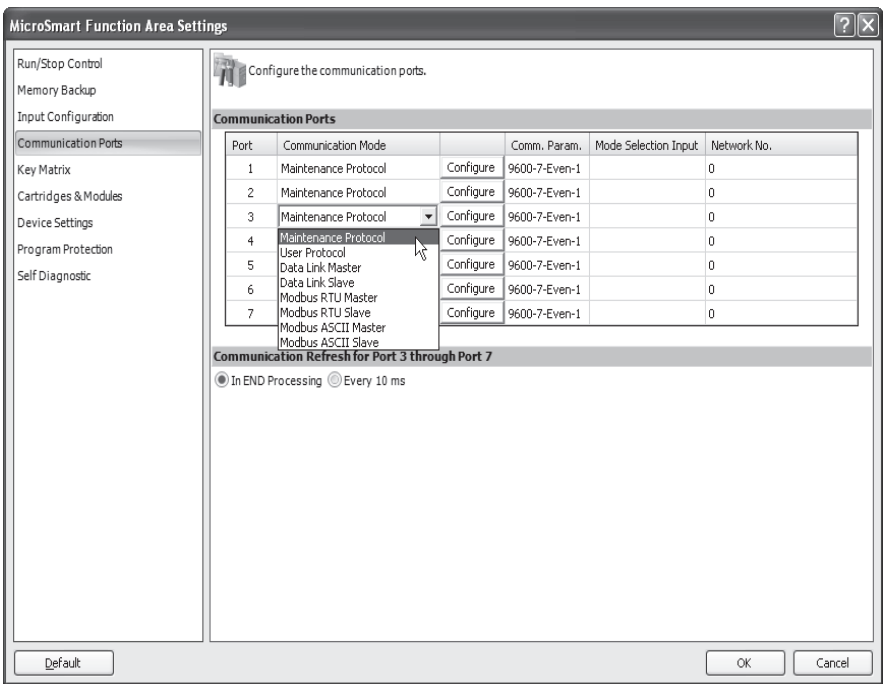 MicroSmart Function Area Settings
Run/Stop Control
Memory Backup
Input Configuration
Communication Ports
Key Matrix
Cartridges & Modules
Device Settings
Program Protection
Self Diagnostic
Configure the communication ports.
Communication Ports
Port Communication Mode Comm. Param. Mode Selection Input Network No.
1 Maintenance Protocol Configure 9600-7-Even-1 0
2 Maintenance Protocol Configure 9600-7-Even-1 0
3 Maintenance Protocol Configure 9600-7-Even-1 0
4 Configure 9600-7-Even-1 0
5 Configure 9600-7-Even-1 0
6 Configure 9600-7-Even-1 0
7 Configure 9600-7-Even-1 0
Maintenance Protocol
User Protocol
Data Link Master
Data Link Slave
Modbus RTU Master
Modbus RTU Slave
Modbus ASCII Master
Modbus ASCII Slave
Communication Refresh for Port 3 through Port 7
In END Processing Every 10 ms
Default OK Cancel